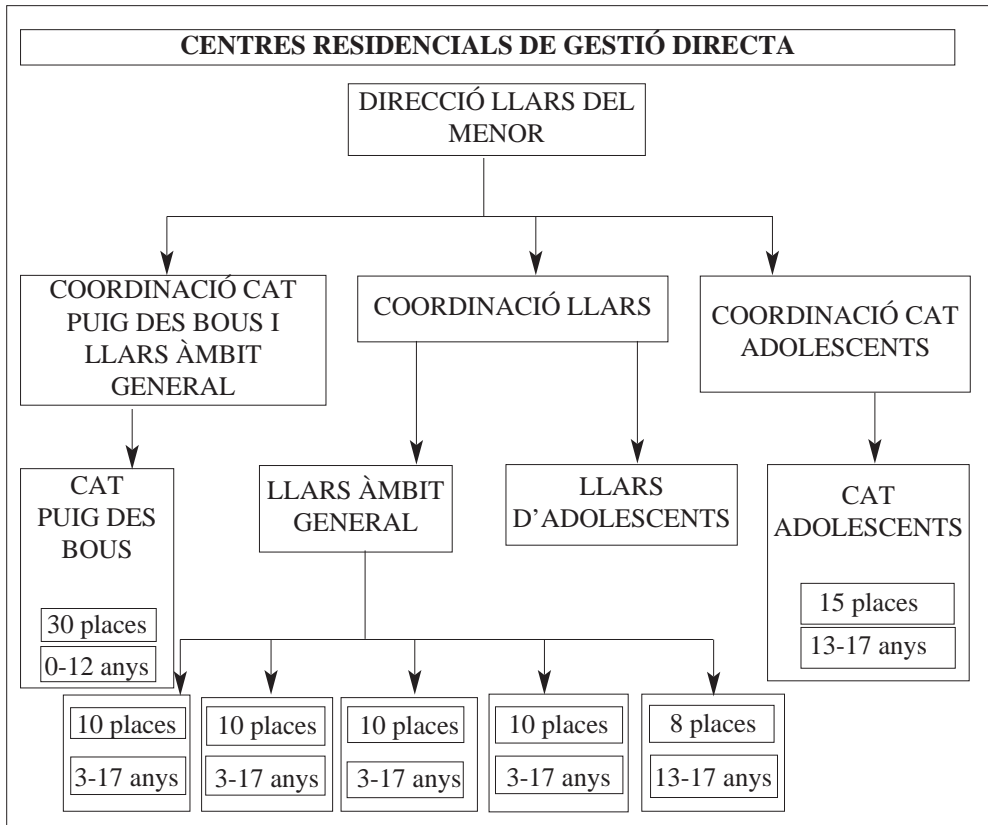 CENTRES RESIDENCIALS DE GESTIÓ DIRECTA
DIRECCIÓ LLARS DEL
MENOR
COORDINACIÓ CAT
PUIG DES BOUS I
LLARS ÀMBIT
GENERAL
COORDINACIÓ LLARS
COORDINACIÓ CAT
ADOLESCENTS
CAT
PUIG DES
BOUS
30 places
0-12 anys
LLARS ÀMBIT
GENERAL
LLARS
D’ADOLESCENTS
CAT
ADOLESCENTS
15 places
13-17 anys
10 places
3-17 anys
10 places
3-17 anys
10 places
3-17 anys
10 places
3-17 anys
8 places
13-17 anys